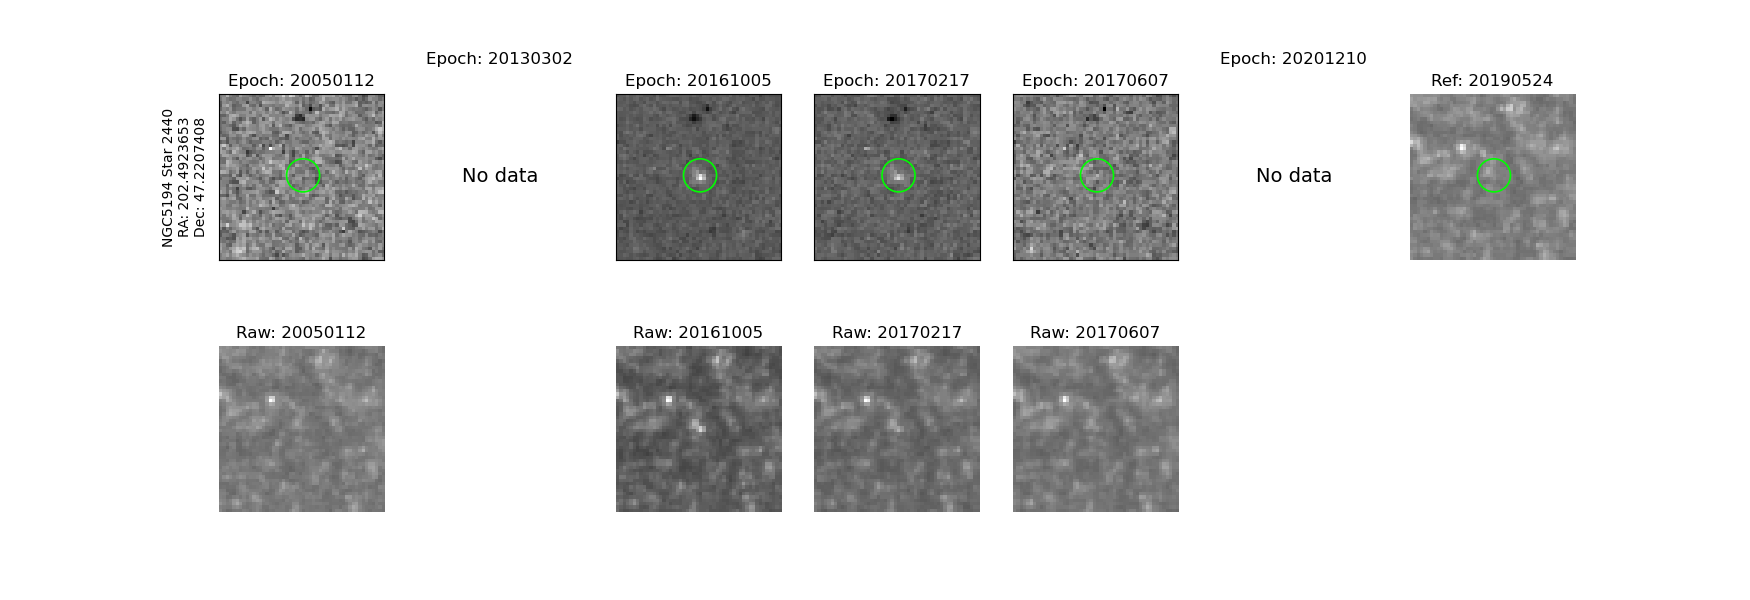 Epoch: 20130302
Epoch: 20201210
Epoch: 20050112
Epoch: 20161005
Epoch: 20170217
Epoch: 20170607
Ref: 20190524
NGC5194 Star 2440
RA: 202.4923653
Dec: 47.2207408
No data
No data
Raw: 20050112
Raw: 20161005
Raw: 20170217
Raw: 20170607